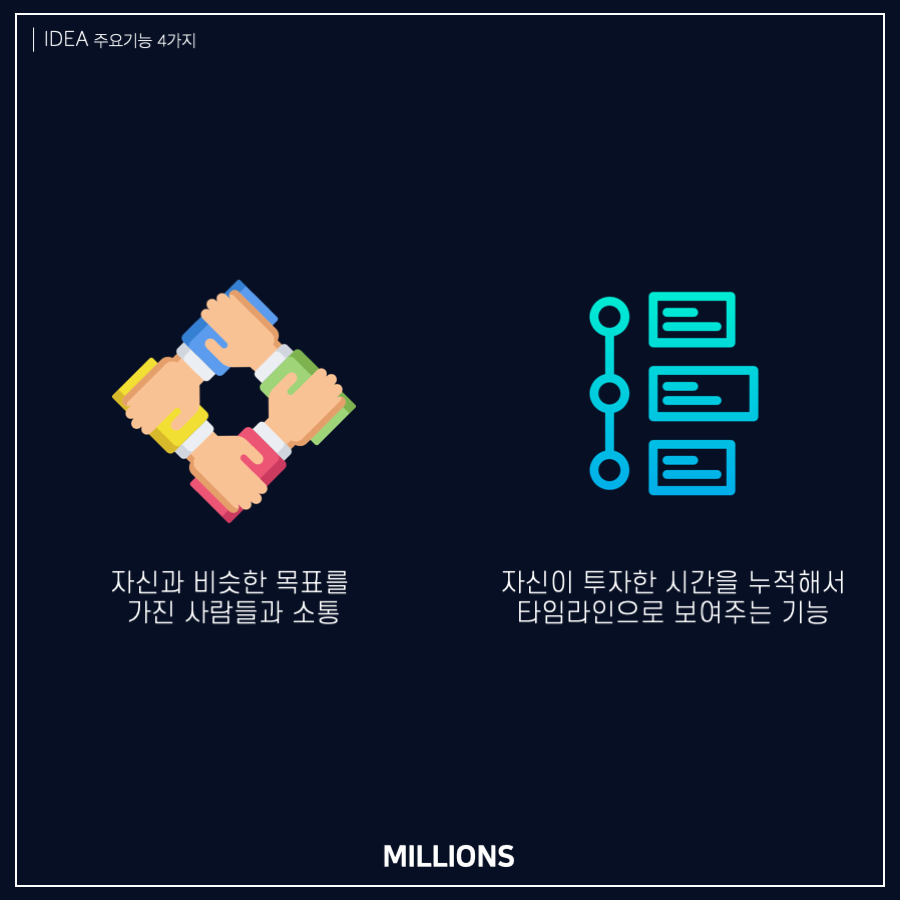 IDEA 주요기능 4가지
자신과 비슷한 목표를
가진 사람들과 소통
자신이 투자한 시간을 누적해서
타임라인으로 보여주는 기능
MILLIONS